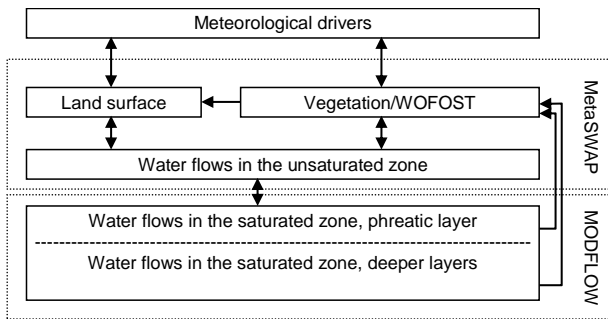 Meteorological drivers
Land surface
Vegetation/WOFOST
Water flows in the unsaturated zone
MetaSWAP
Water flows in the saturated zone, phreatic layer
Water flows in the saturated zone, deeper layers
MODFLOW